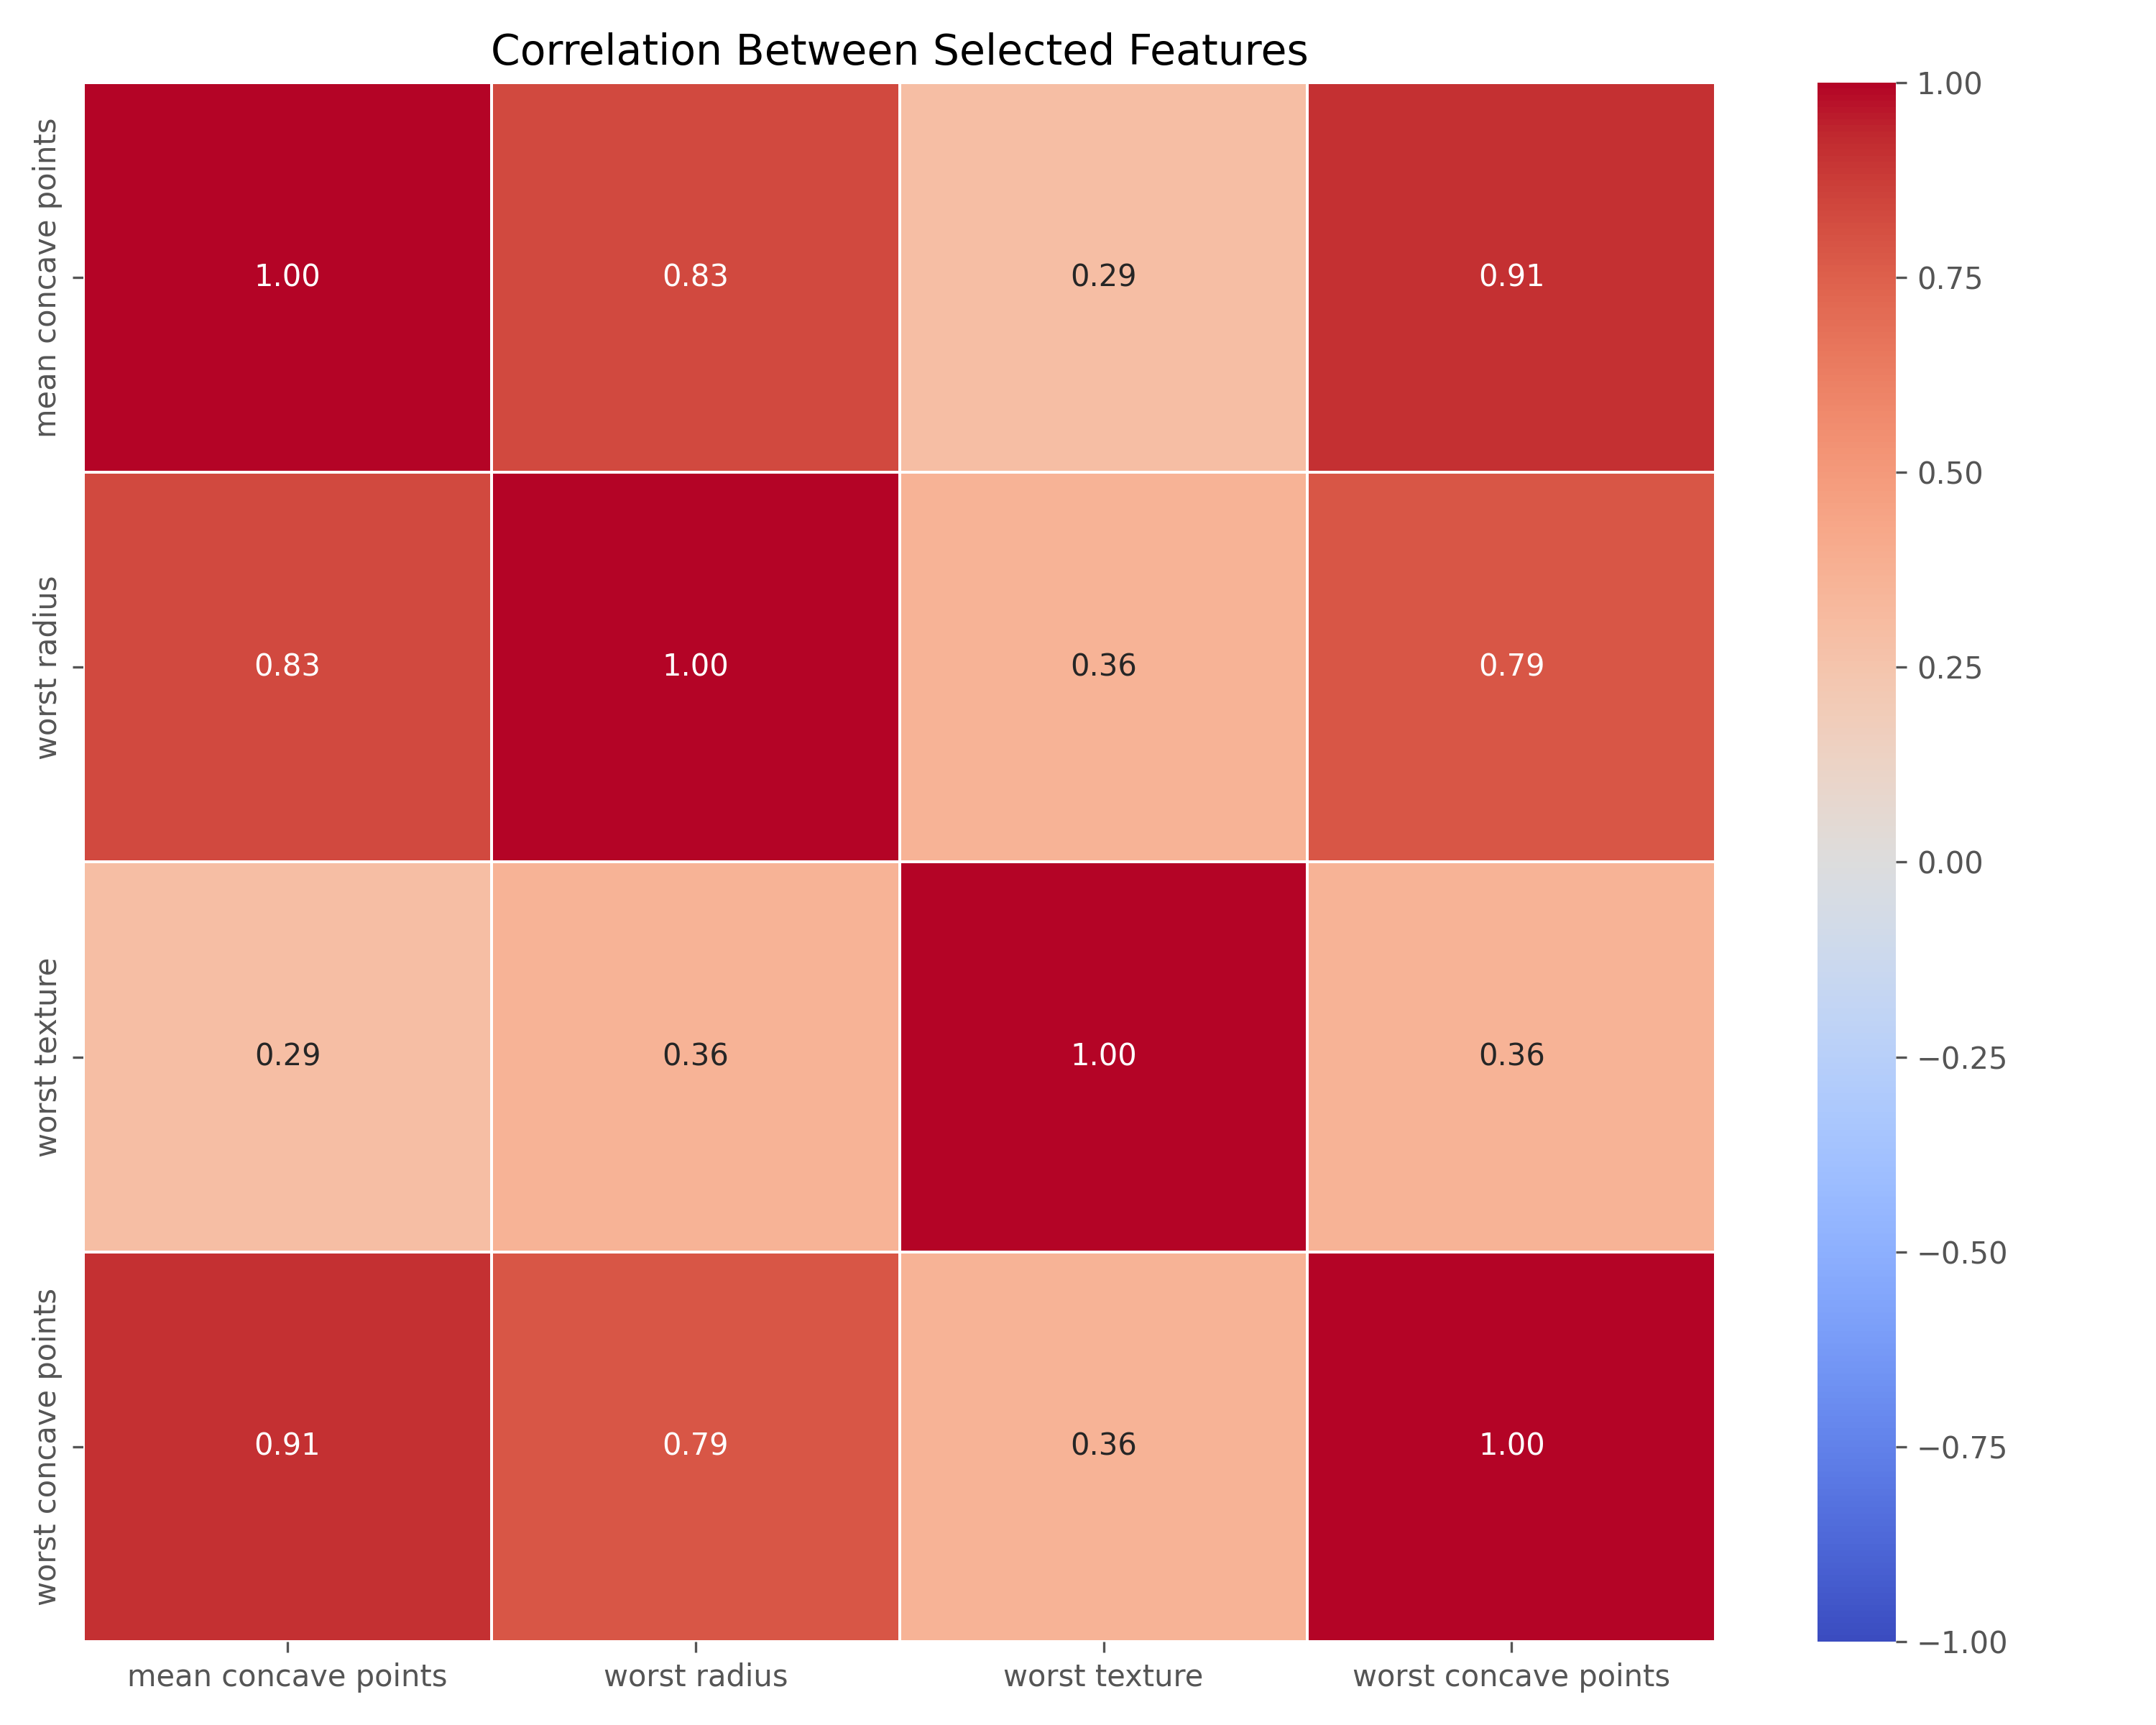 Correlation Between Selected Features
mean concave points
1.00 0.83 0.29 0.91
worst radius
0.83 1.00 0.36 0.79
worst texture
0.29 0.36 1.00 0.36
worst concave points
0.91 0.79 0.36 1.00
mean concave points worst radius worst texture worst concave points
1.00
0.75
0.50
0.25
0.00
−0.25
−0.50
−0.75
−1.00